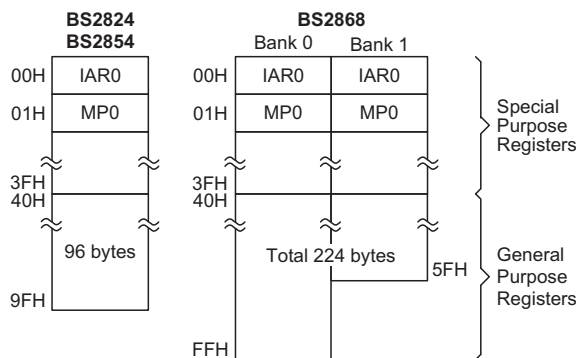 BS2824
BS2854
BS2868
Bank 0 Bank 1
00H IAR0 00H IAR0 IAR0
01H MP0 01H MP0 MP0
Special
Purpose
Registers
3FH 3FH
40H 40H
96 bytes Total 224 bytes
5FH
General
Purpose
Registers
9FH
FFH